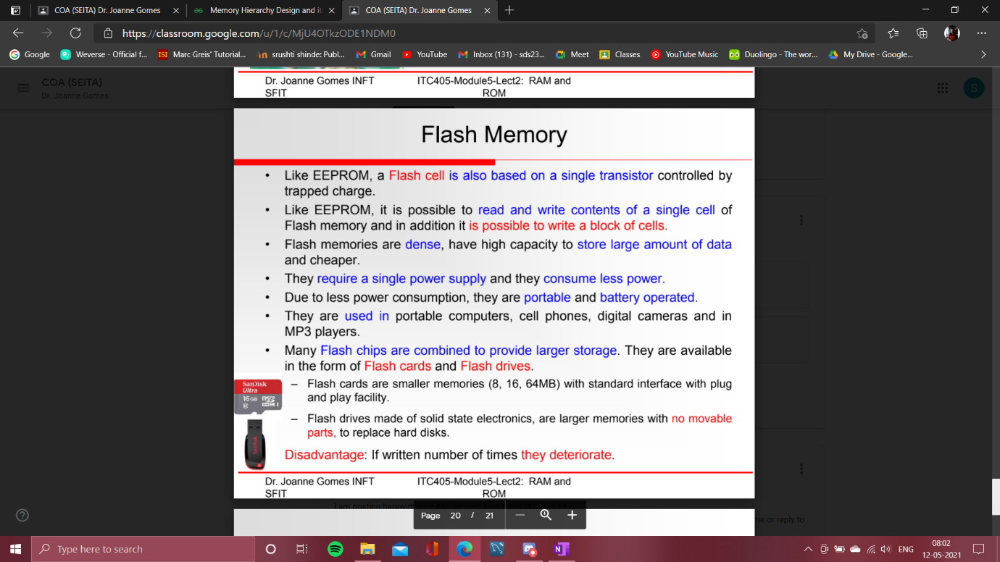 COA (SEITA) Dr. Joanne Gomes
Memory Hierarchy Design and it
COA (SEITA) Dr. Joanne Gomes
https://classroom.google.com/u/1/c/MjU4OTkzODE1NDM0
Google
Weverse - Official f...
ISI
Marc Greis' Tutorial...
srushti shinde: Publ...
Gmail
YouTube
Inbox (131) - sds23...
Meet
Classes
YouTube Music
Duolingo - The wor...
My Drive - Google...
COA (SEITA)
Dr. Joanne Gomes
S
Dr. Joanne Gomes INFT
SFIT
ITC405-Module5-Lect2: RAM and
ROM
Flash Memory
• Like EEPROM, a Flash cell is also based on a single transistor controlled by
trapped charge.
• Like EEPROM, it is possible to read and write contents of a single cell of
Flash memory and in addition it is possible to write a block of cells.
• Flash memories are dense, have high capacity to store large amount of data
and cheaper.
• They require a single power supply and they consume less power.
• Due to less power consumption, they are portable and battery operated.
• They are used in portable computers, cell phones, digital cameras and in
MP3 players.
• Many Flash chips are combined to provide larger storage. They are available
in the form of Flash cards and Flash drives.
– Flash cards are smaller memories (8, 16, 64MB) with standard interface with plug
and play facility.
– Flash drives made of solid state electronics, are larger memories with no movable
parts, to replace hard disks.
SanDisk
Ultra
16GB
SanDisk
Disadvantage: If written number of times they deteriorate.
Dr. Joanne Gomes INFT
SFIT
ITC405-Module5-Lect2: RAM and
ROM
I am posting herewith
Page 20 / 21
me or reply to
Type here to search
ENG
08:02
12-05-2021